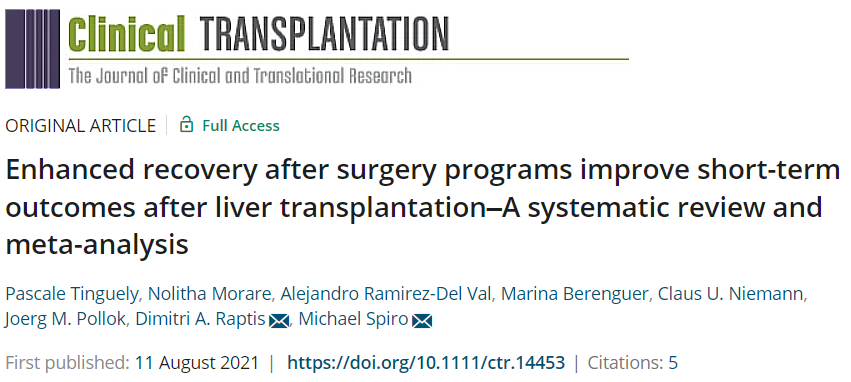 Clinical TRANSPLANTATION
The Journal of Clinical and Translational Research
ORIGINAL ARTICLE | Full Access
Enhanced recovery after surgery programs improve short-term
outcomes after liver transplantation–A systematic review and
meta-analysis
Pascale Tinguely, Nolitha Morare, Alejandro Ramirez-Del Val, Marina Berenguer, Claus U. Niemann,
Joerg M. Pollok, Dimitri A. Raptis, Michael Spiro
First published: 11 August 2021 | https://doi.org/10.1111/ctr.14453 | Citations: 5